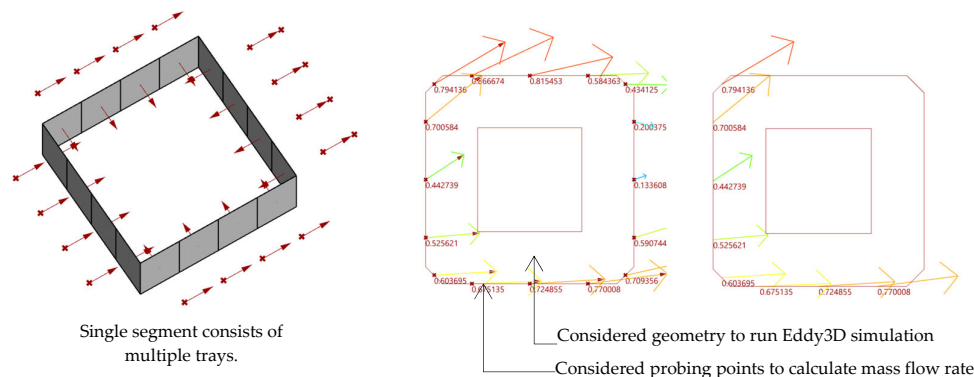 0.866674 0.815453 0.584363
0.794136 0.434125
0.700584 0.200375
0.442739 0.133608
0.525621 0.590744
0.603695 0.675135 0.724855 0.770008 0.709356
0.794136
0.700584
0.442739
0.525621
0.603695 0.675135 0.724855 0.770008
Single segment consists of
multiple trays.
Considered geometry to run Eddy3D simulation
Considered probing points to calculate mass flow rate